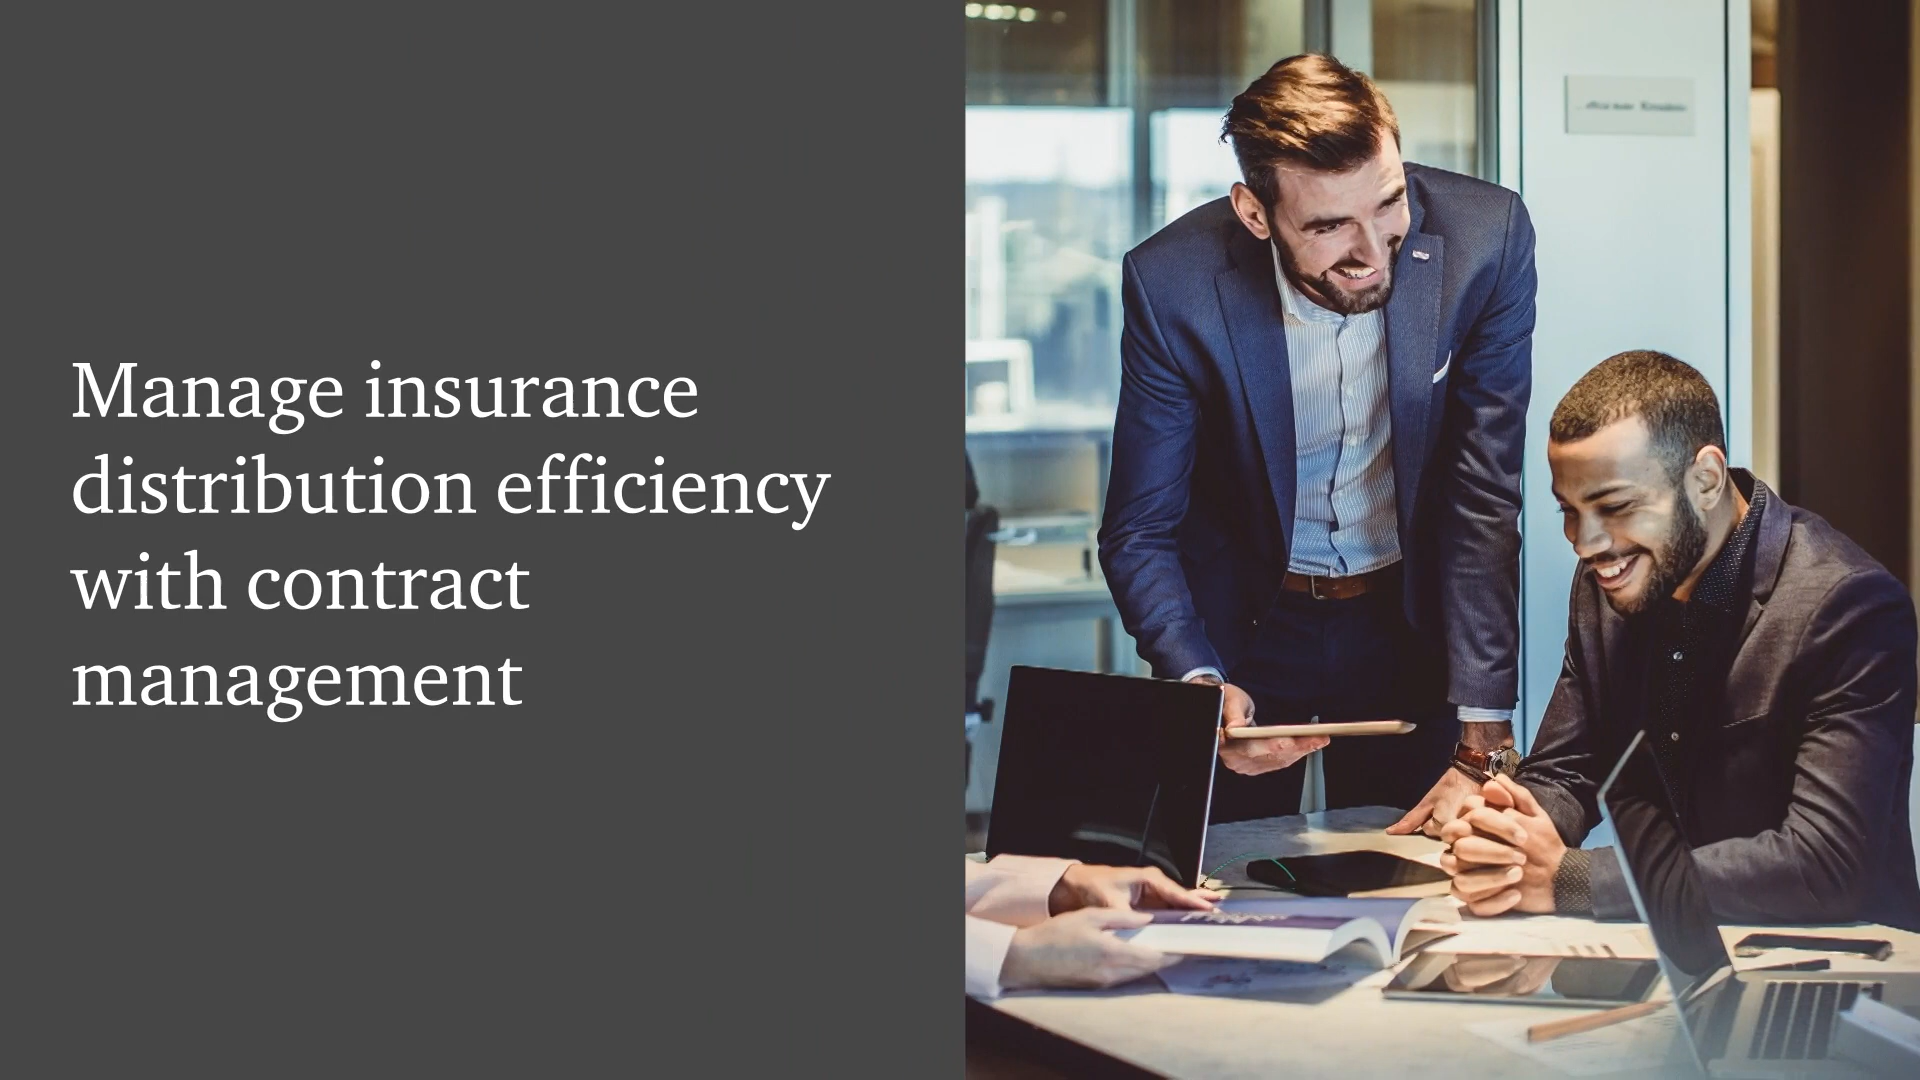 Manage insurance
distribution efficiency
with contract
management